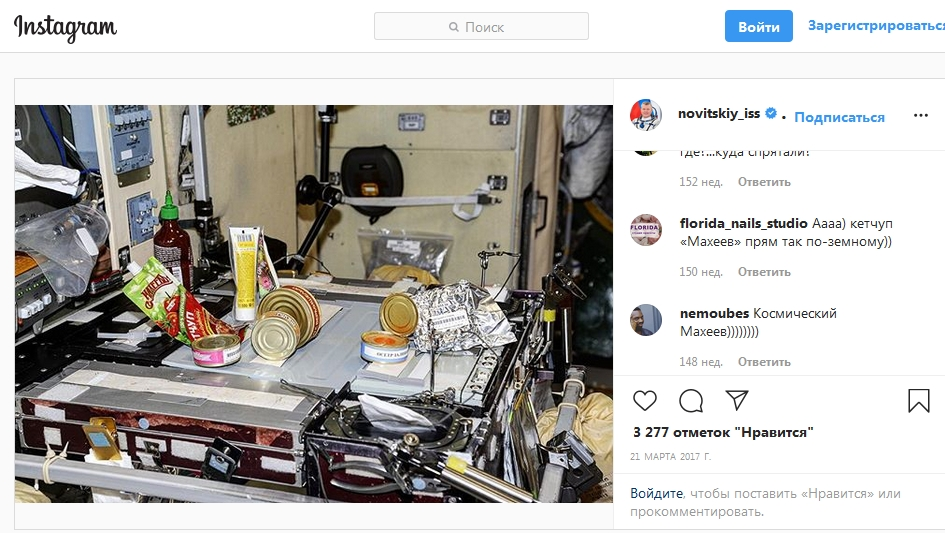 Instagram
Поиск
Войти
Зарегистрироваться
novitskiy_iss • Подписаться
где?...куда спрятали?
152 нед. Ответить
florida_nails_studio Аааа) кетчуп
«Махеев» прям так по-земному))
150 нед. Ответить
nemoubes Космический
Махеев))))))))
148 нед. Ответить
3 277 отметок "Нравится"
21 МАРТА 2017 Г.
Войдите, чтобы поставить «Нравится» или
прокомментировать.
FLORIDA
МАХЕЕВЪ